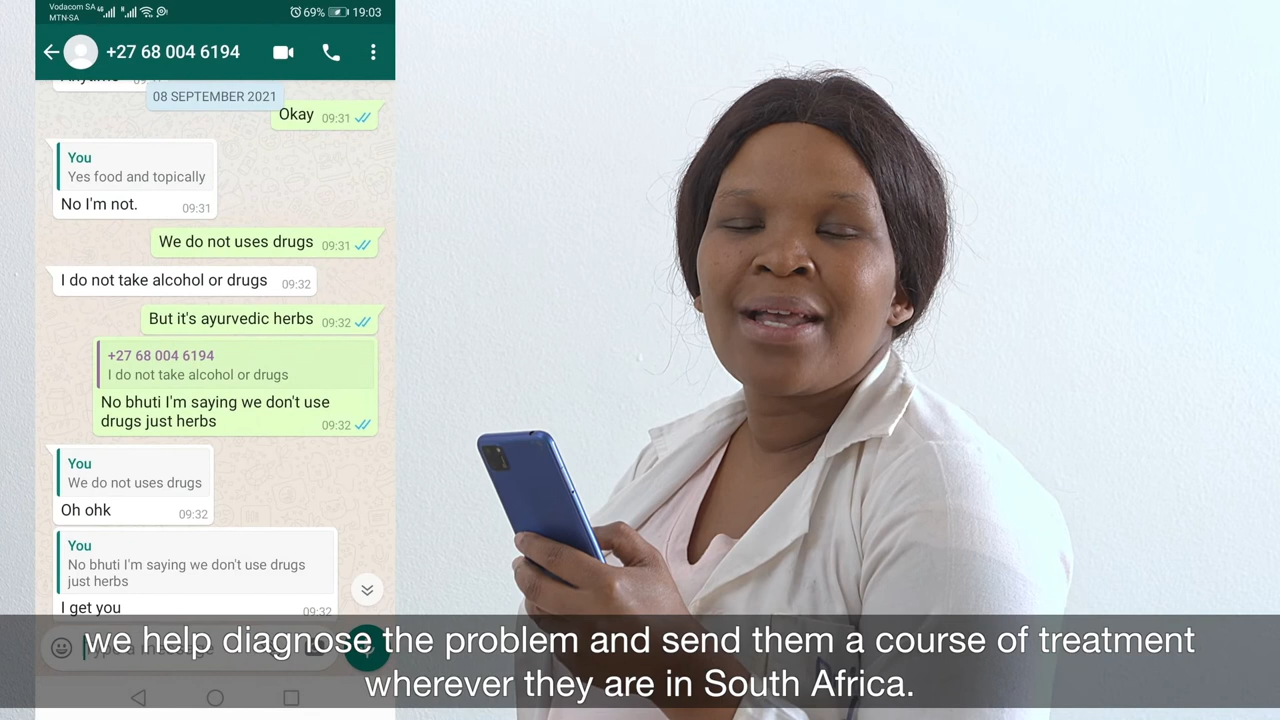 Vodacom SA
MTN-SA
69%
19:03
+27 68 004 6194
08 SEPTEMBER 2021
Okay 09:31
You
Yes food and topically
No I'm not. 09:31
We do not uses drugs 09:31
I do not take alcohol or drugs 09:32
But it's ayurvedic herbs 09:32
+27 68 004 6194
I do not take alcohol or drugs
No bhuti I'm saying we don't use
drugs just herbs 09:32
You
We do not uses drugs
Oh ohk 09:32
You
No bhuti I'm saying we don't use drugs
just herbs
I get you 09:32
we help diagnose the problem and send them a course of treatment
wherever they are in South Africa.